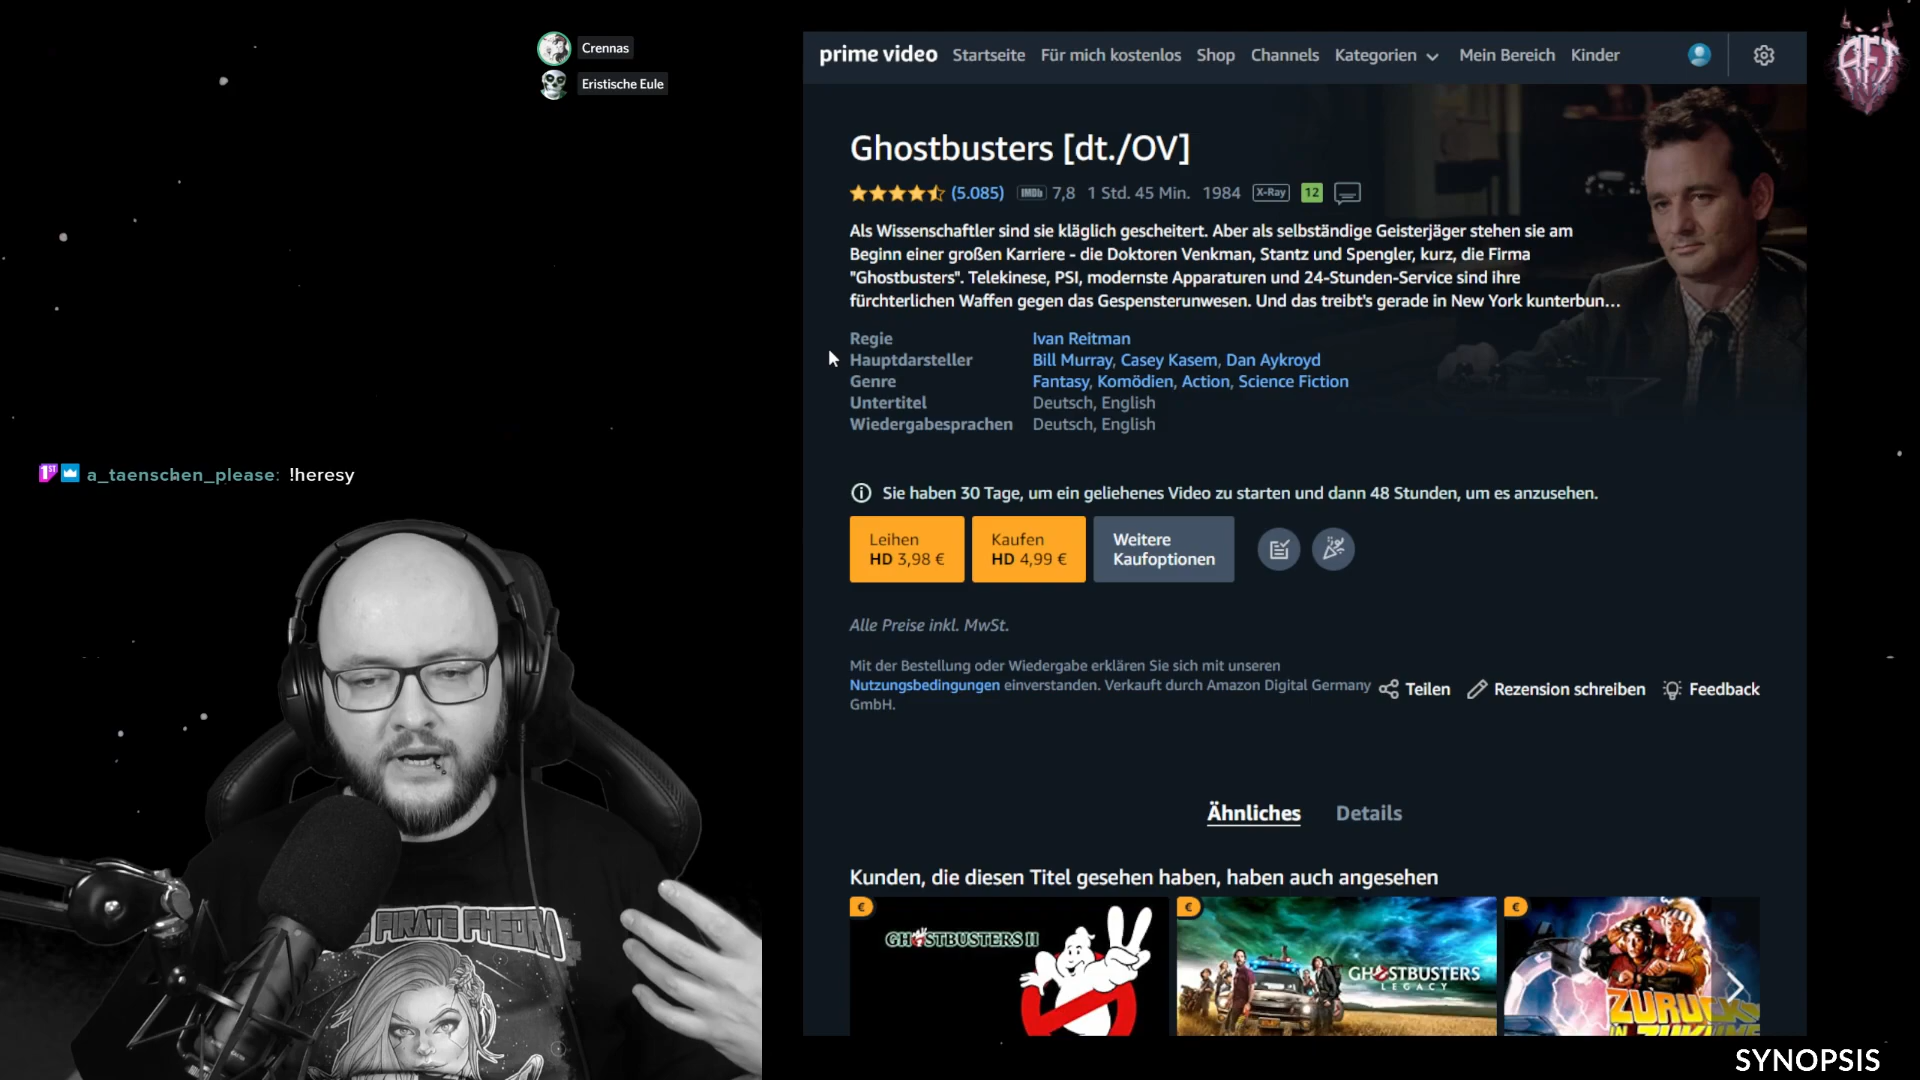 Crennas
Eristische Eule
a_taenschen_please: !heresy
prime video Startseite Für mich kostenlos Shop Channels Kategorien Mein Bereich Kinder
AFT
Ghostbusters [dt./OV]
(5.085) IMDb 7,8 1 Std. 45 Min. 1984 X-Ray 12
Als Wissenschaftler sind sie kläglich gescheitert. Aber als selbständige Geisterjäger stehen sie am
Beginn einer großen Karriere - die Doktoren Venkman, Stantz und Spengler, kurz, die Firma
"Ghostbusters". Telekinese, PSI, modernste Apparaturen und 24-Stunden-Service sind ihre
fürchterlichen Waffen gegen das Gespensterunwesen. Und das treibt's gerade in New York kunterbun...
Regie Ivan Reitman
Hauptdarsteller Bill Murray, Casey Kasem, Dan Aykroyd
Genre Fantasy, Komödien, Action, Science Fiction
Untertitel Deutsch, English
Wiedergabesprachen Deutsch, English
Sie haben 30 Tage, um ein geliehenes Video zu starten und dann 48 Stunden, um es anzusehen.
Leihen
HD 3,98 €
Kaufen
HD 4,99 €
Weitere
Kaufoptionen
Alle Preise inkl. MwSt.
Mit der Bestellung oder Wiedergabe erklären Sie sich mit unseren
Nutzungsbedingungen einverstanden. Verkauft durch Amazon Digital Germany
GmbH.
Teilen Rezension schreiben Feedback
Ähnliches Details
Kunden, die diesen Titel gesehen haben, haben auch angesehen
€
GHOSTBUSTERS II
€
GHOSTBUSTERS
LEGACY
€
ZURÜCK
IN DIE ZUKUNFT
PIRATE
SYNOPSIS